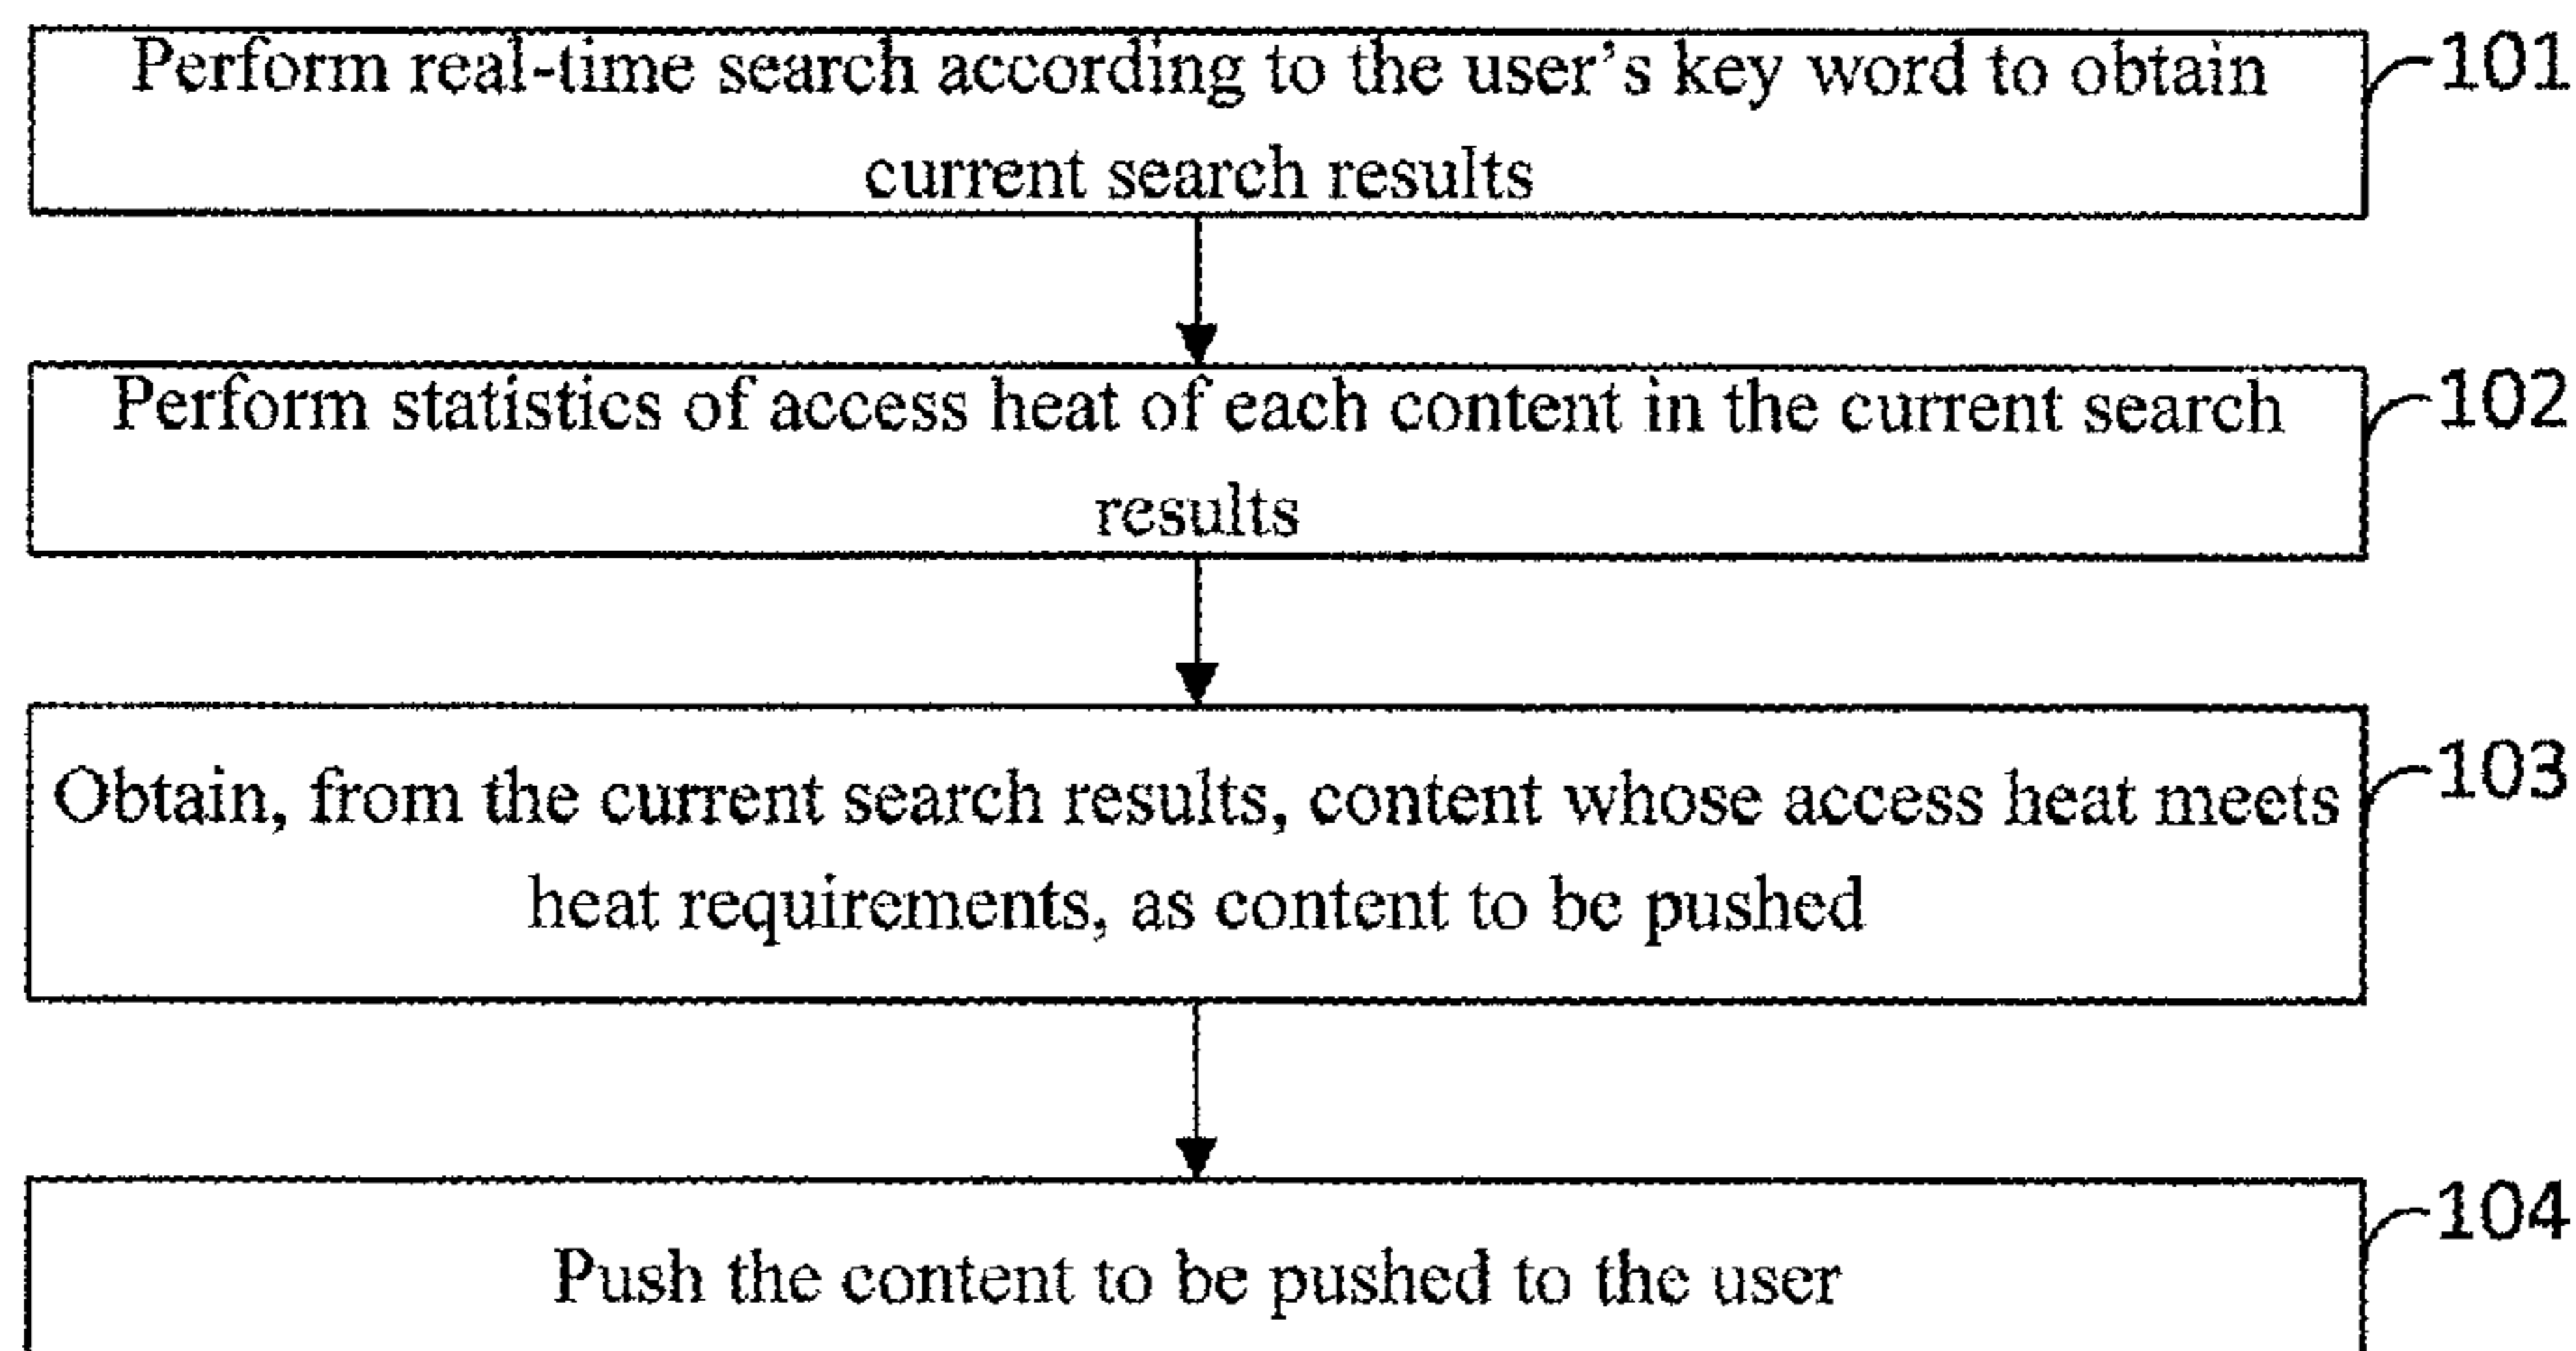 Perform real-time search according to the user's key word to obtain
current search results
101
Perform statistics of access heat of each content in the current search
results
102
Obtain, from the current search results, content whose access heat meets
heat requirements, as content to be pushed
103
Push the content to be pushed to the user
104